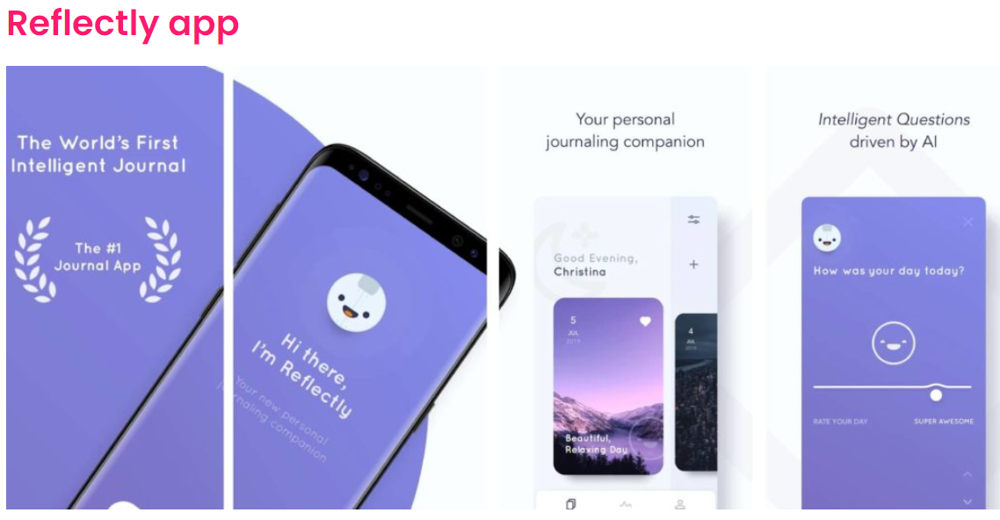 Reflectly app
The World's First
Intelligent Journal
The #1
Journal App
Hi there,
I'm Reflectly
Your new personal
journaling companion
Your personal
journaling companion
Good Evening,
Christina
5
JUL
2019
Beautiful,
Relaxing Day
4
JUL
2019
Intelligent Questions
driven by AI
How was your day today?
RATE YOUR DAY
SUPER AWESOME